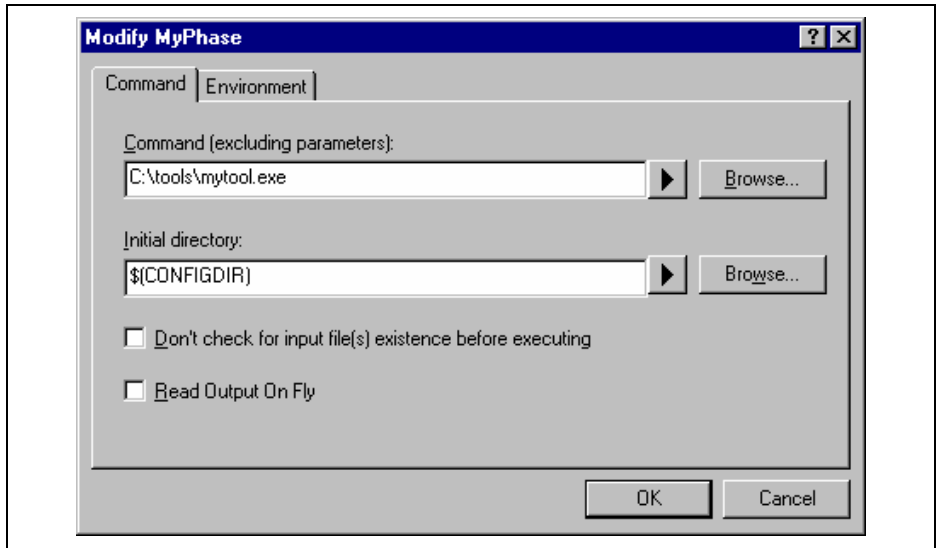 Modify MyPhase
Command Environment
Command (excluding parameters):
C:\tools\mytool.exe Browse...
Initial directory:
$(CONFIGDIR) Browse...
Don't check for input file(s) existence before executing
Read Output On Fly
OK Cancel